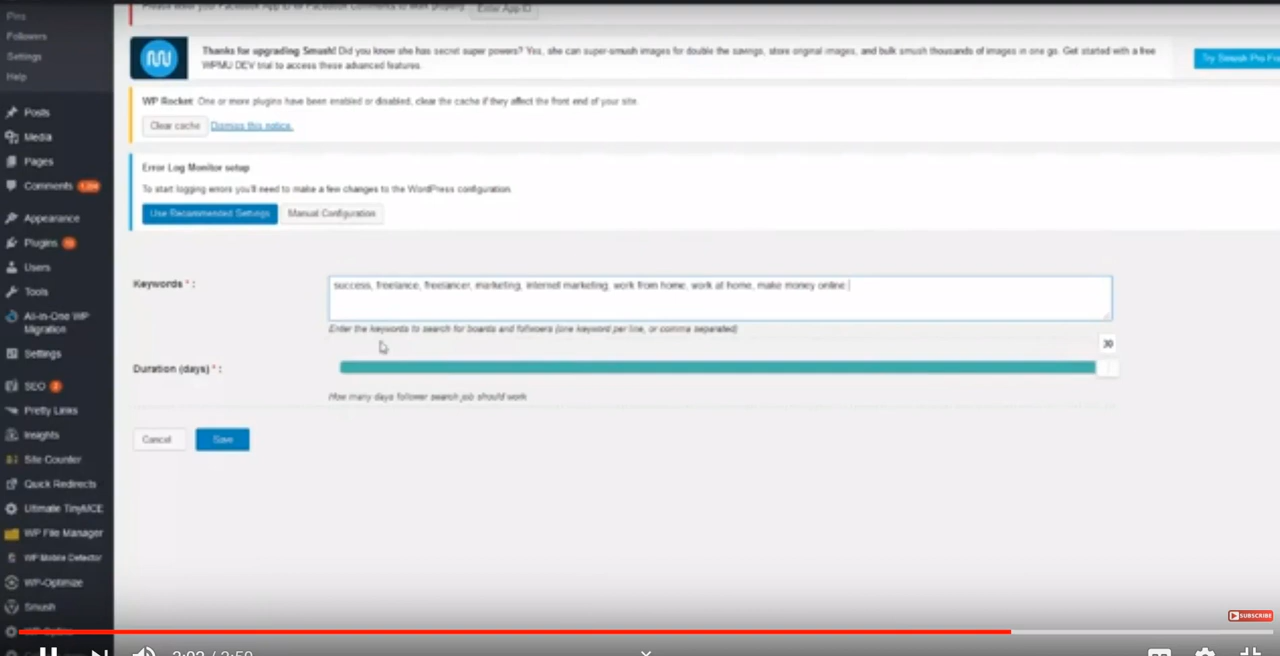 Pins
Followers
Settings
Help
Posts
Media
Pages
Comments
Appearance
Plugins
Users
Tools
All-in-One WP
Migration
Settings
SEO
Pretty Links
Insights
Site Counter
Quick Redirects
Ultimate TinyMCE
WP File Manager
WP Mobile Detector
WP-Optimize
Smush
Please enter your Facebook App ID for Facebook Comments to work properly Enter App ID
Thanks for upgrading Smush! Did you know she has secret super powers? Yes, she can super-smush images for double the savings, store original images, and bulk smush thousands of images in one go. Get started with a free
WPMU DEV trial to access these advanced features.
Try Smush Pro
WP Rocket: One or more plugins have been enabled or disabled, clear the cache if they affect the front end of your site.
Clear cache Dismiss this notice.
Error Log Monitor setup
To start logging errors you'll need to make a few changes to the WordPress configuration.
Use Recommended Settings Manual Configuration
Keywords * :
success, freelance, freelancer, marketing, internet marketing, work from home, work at home, make money online
Enter the keywords to search for boards and followers (one keyword per line, or comma separated)
30
Duration (days) * :
How many days follower search job should work
Cancel Save
SUBSCRIBE